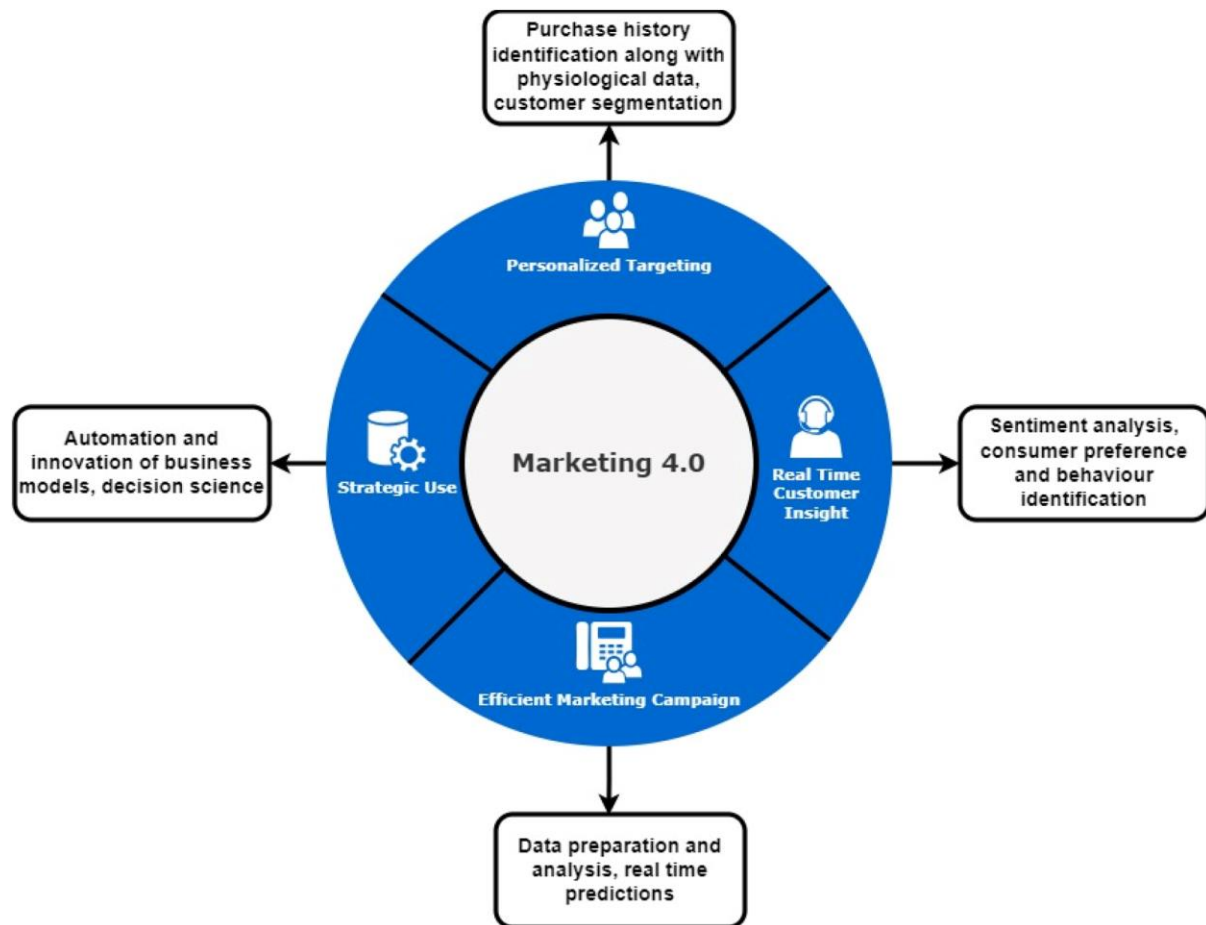 Purchase history
identification along with
physiological data,
customer segmentation
Personalized Targeting
Automation and
innovation of business
models, decision science
Strategic Use
Marketing 4.0
Real Time
Customer
Insight
Sentiment analysis,
consumer preference
and behaviour
identification
Efficient Marketing Campaign
Data preparation and
analysis, real time
predictions